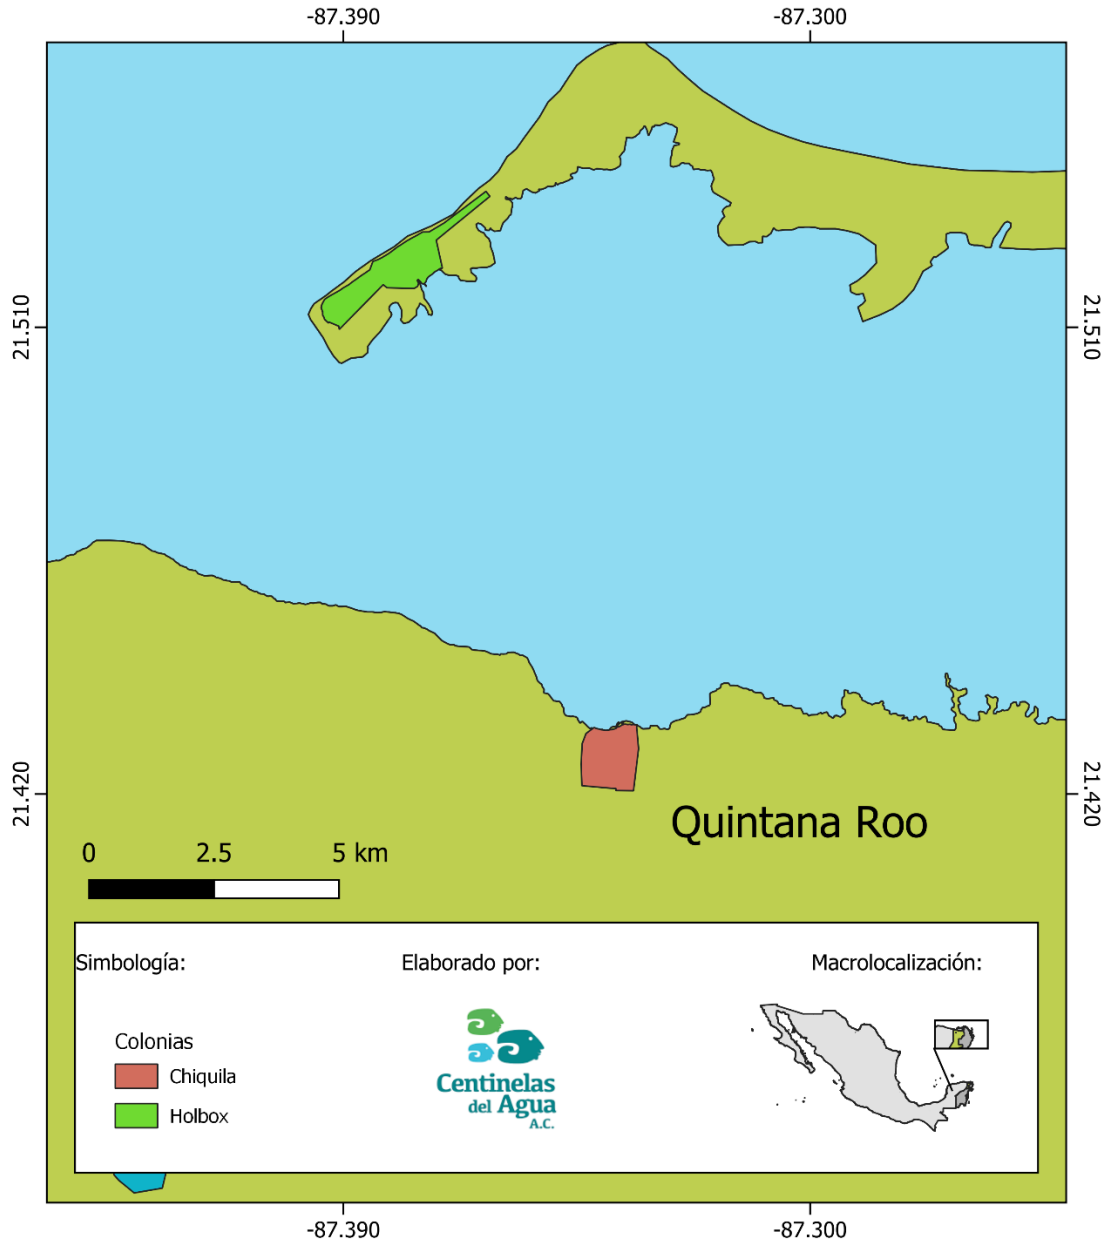 -87.390
-87.300
21.510
21.510
21.420
21.420
Quintana Roo
0
2.5
5 km
Simbología:
Elaborado por:
Macrolocalización:
Colonias
Chiquila
Holbox
Centinelas
del Agua
A.C.
-87.390
-87.300